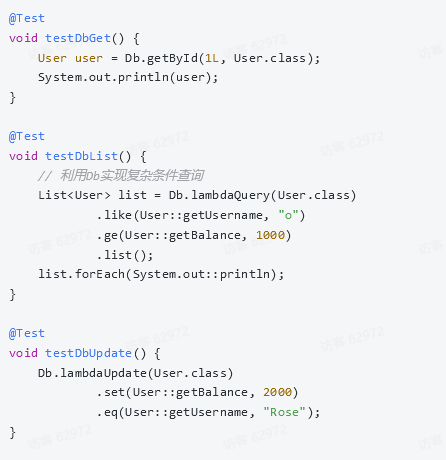 @Test
void testDbGet() {
    User user = Db.getById(1L, User.class);
    System.out.println(user);
}

@Test
void testDbList() {
    // 利用Db实现复杂条件查询
    List<User> list = Db.lambdaQuery(User.class)
            .like(User::getUsername, "o")
            .ge(User::getBalance, 1000)
            .list();
    list.forEach(System.out::println);
}

@Test
void testDbUpdate() {
    Db.lambdaUpdate(User.class)
            .set(User::getBalance, 2000)
            .eq(User::getUsername, "Rose");
}